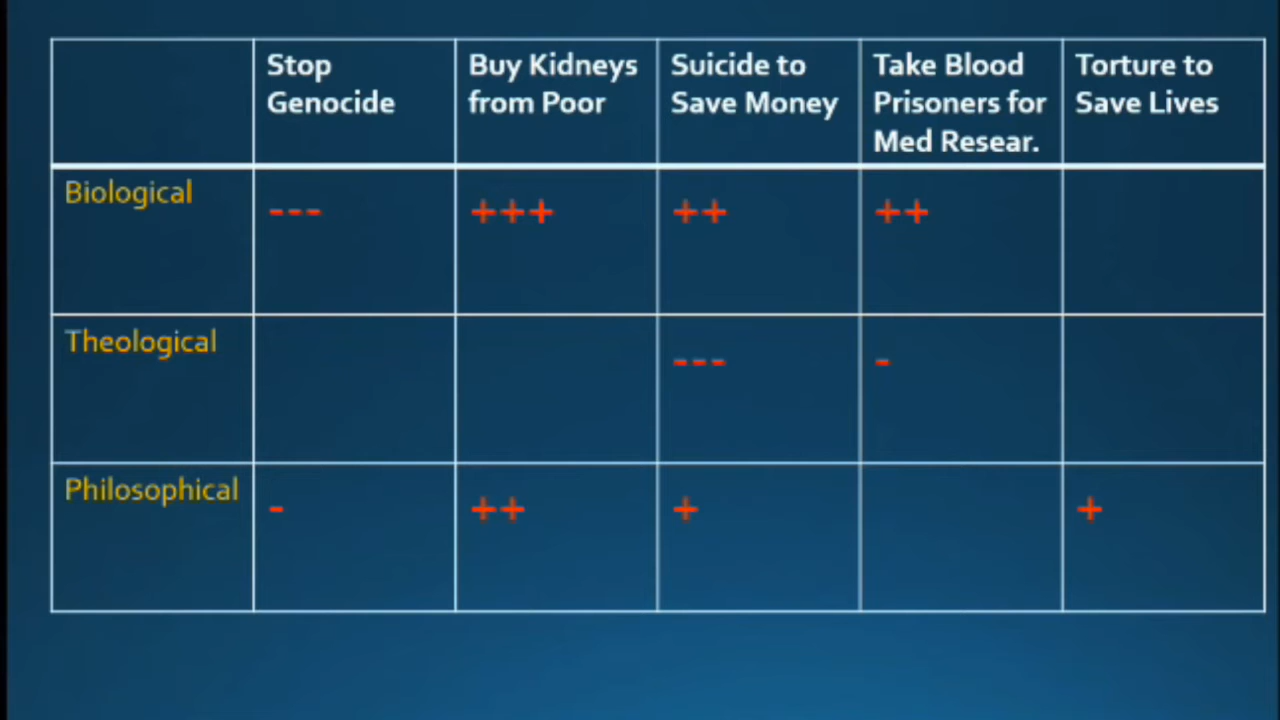 Stop
Genocide
Buy Kidneys
from Poor
Suicide to
Save Money
Take Blood
Prisoners for
Med Resear.
Torture to
Save Lives
Biological
---
+++
++
++
Theological
---
-
Philosophical
-
++
+
+